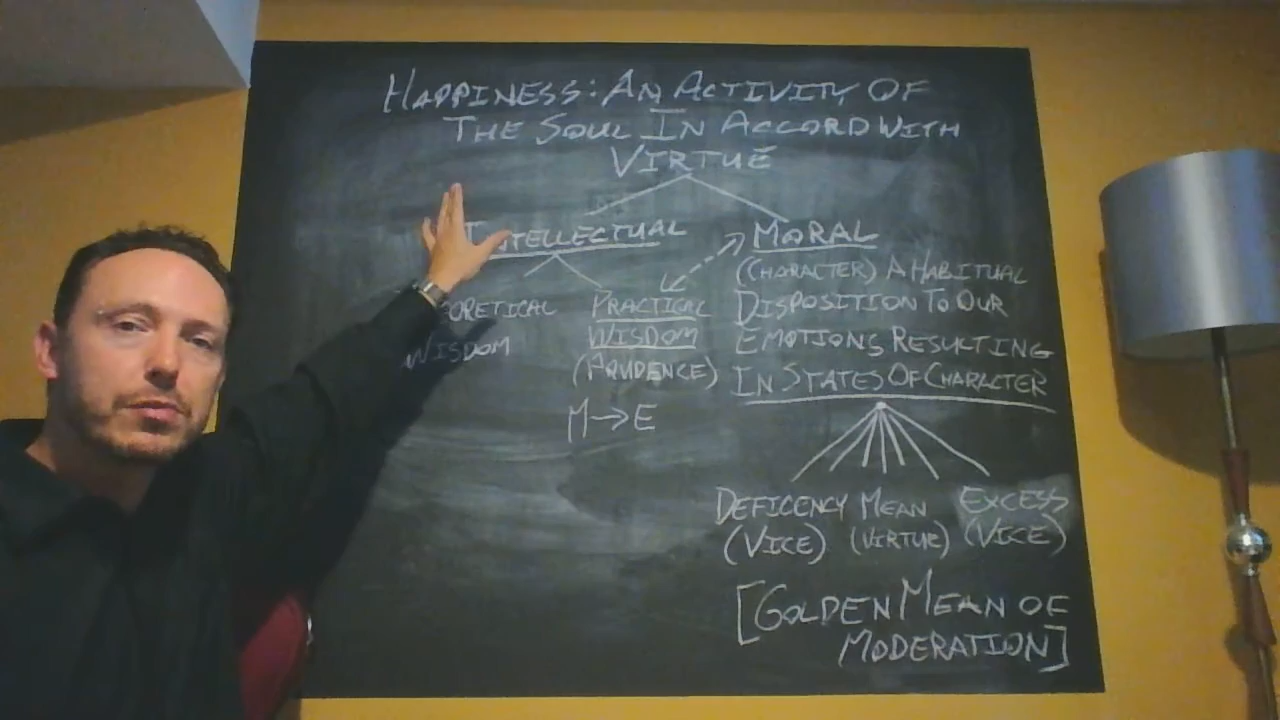 HAPPINESS: AN ACTIVITY OF
THE SOUL IN ACCORD WITH
VIRTUE
INTELLECTUAL
MORAL
ORETICAL
WISDOM
PRACTICAL
WISDOM
(PRUDENCE)
M→E
(CHARACTER) A HABITUAL
DISPOSITION TO OUR
EMOTIONS RESULTING
IN STATES OF CHARACTER
DEFICENCY MEAN EXCESS
(VICE) (VIRTUE) (VICE)
[GOLDEN MEAN OF
MODERATION]